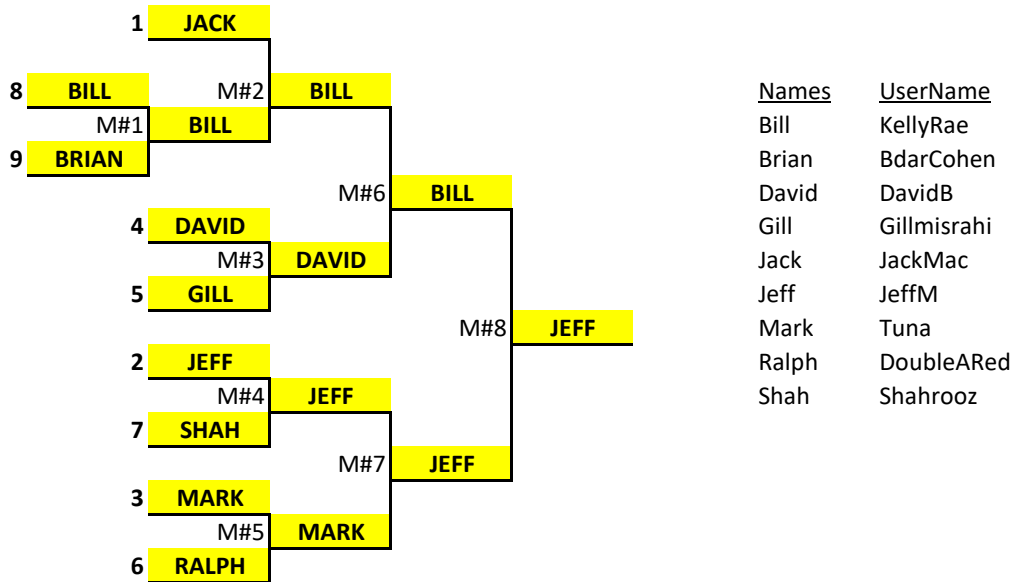 1 JACK
8 BILL M#2 BILL Names UserName
M#1 BILL Bill KellyRae
9 BRIAN Brian BdarCohen
M#6 BILL David DavidB
4 DAVID Gill Gillmisrahi
M#3 DAVID Jack JackMac
5 GILL Jeff JeffM
M#8 JEFF Mark Tuna
2 JEFF Ralph DoubleARed
M#4 JEFF Shah Shahrooz
7 SHAH
M#7 JEFF
3 MARK
M#5 MARK
6 RALPH